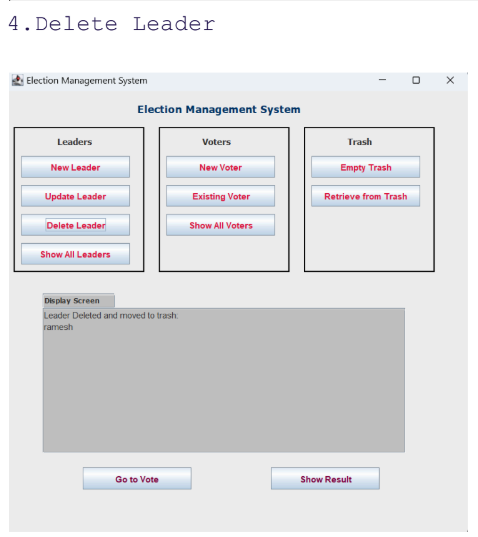 4.Delete Leader
Election Management System
Election Management System
Leaders
New Leader
Update Leader
Delete Leader
Show All Leaders
Voters
New Voter
Existing Voter
Show All Voters
Trash
Empty Trash
Retrieve from Trash
Display Screen
Leader Deleted and moved to trash:
ramesh
Go to Vote
Show Result